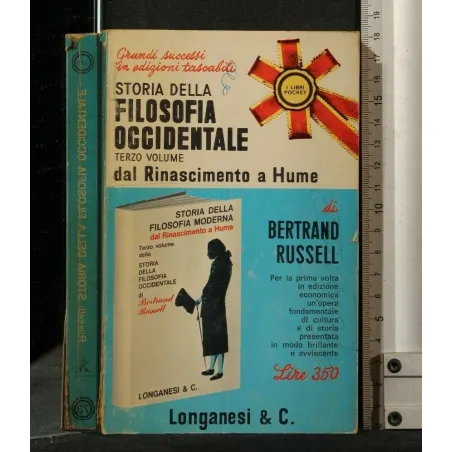 Grandi successi
in edizioni tascabili
I LIBRI
POCKET
STORIA DELLA
FILOSOFIA
OCCIDENTALE
TERZO VOLUME
dal Rinascimento a Hume
di
BERTRAND
RUSSELL
Per la prima volta
in edizione
economica
un'opera
fondamentale
di cultura
e di storia
presentata
in modo brillante
e avvincente
Lire 350
STORIA DELLA
FILOSOFIA MODERNA
dal Rinascimento a Hume
Terzo volume
della
STORIA
DELLA
FILOSOFIA
OCCIDENTALE
di
Bertrand
Russell
LONGANESI & C.
Longanesi & C.
Russell STORIA DELLA FILOSOFIA OCCIDENTALE